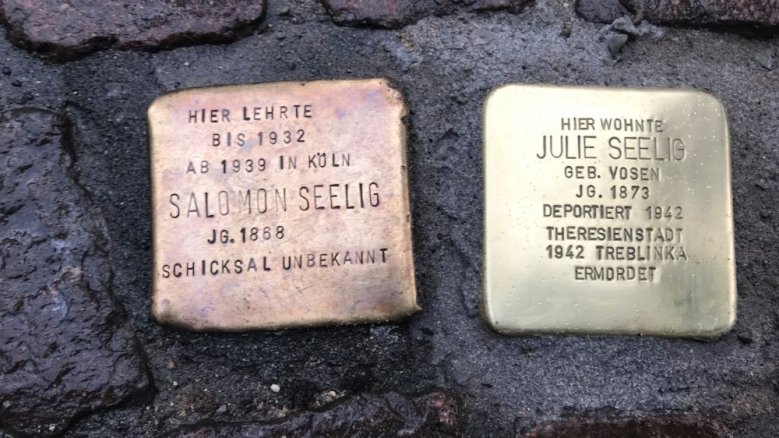 HIER LEHRTE
BIS 1932
AB 1939 IN KÖLN
SALOMON SEELIG
JG. 1868
SCHICKSAL UNBEKANNT
HIER WOHNTE
JULIE SEELIG
GEB. VOSEN
JG. 1873
DEPORTIERT 1942
THERESIENSTADT
1942 TREBLINKA
ERMORDET